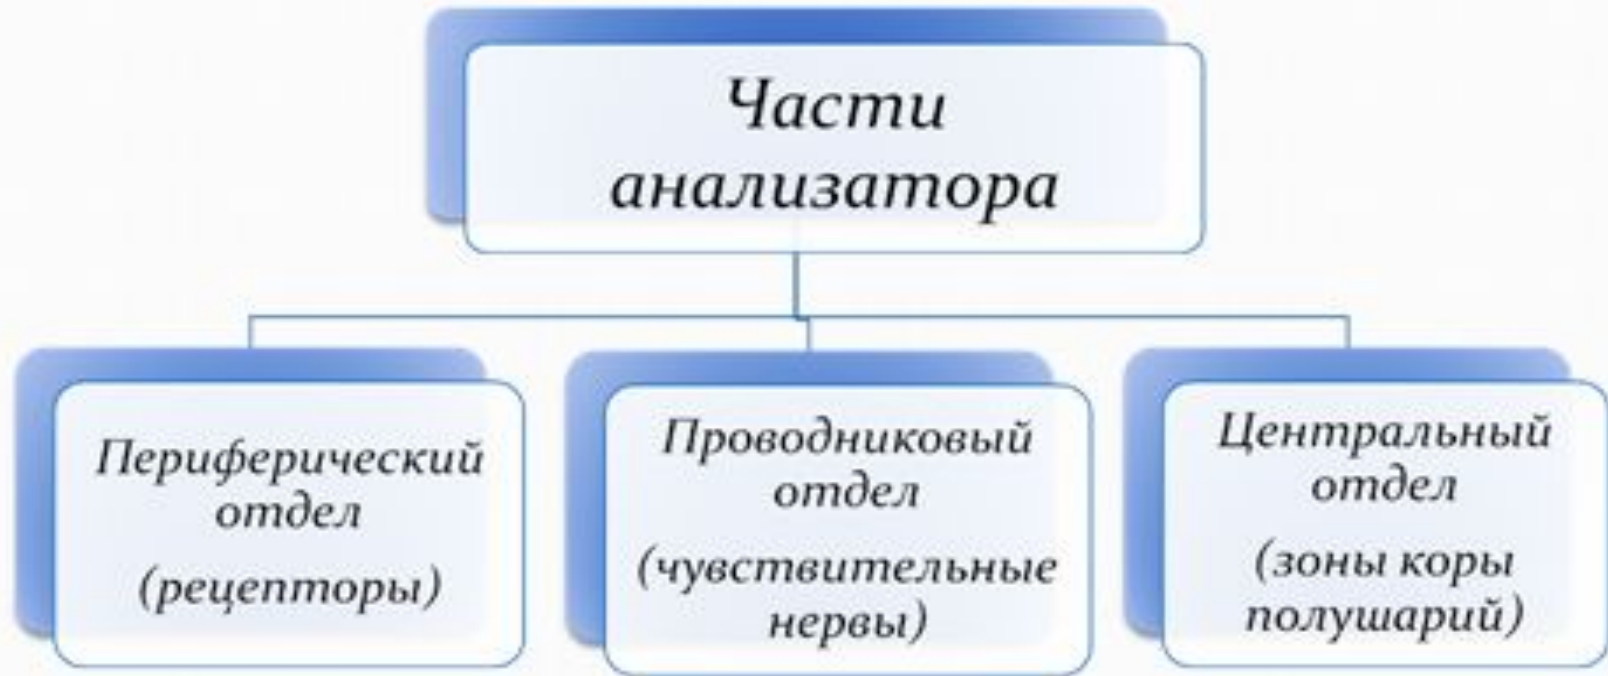 Части
анализатора
Периферический
отдел
(рецепторы)
Проводниковый
отдел
(чувствительные
нервы)
Центральный
отдел
(зоны коры
полушарий)